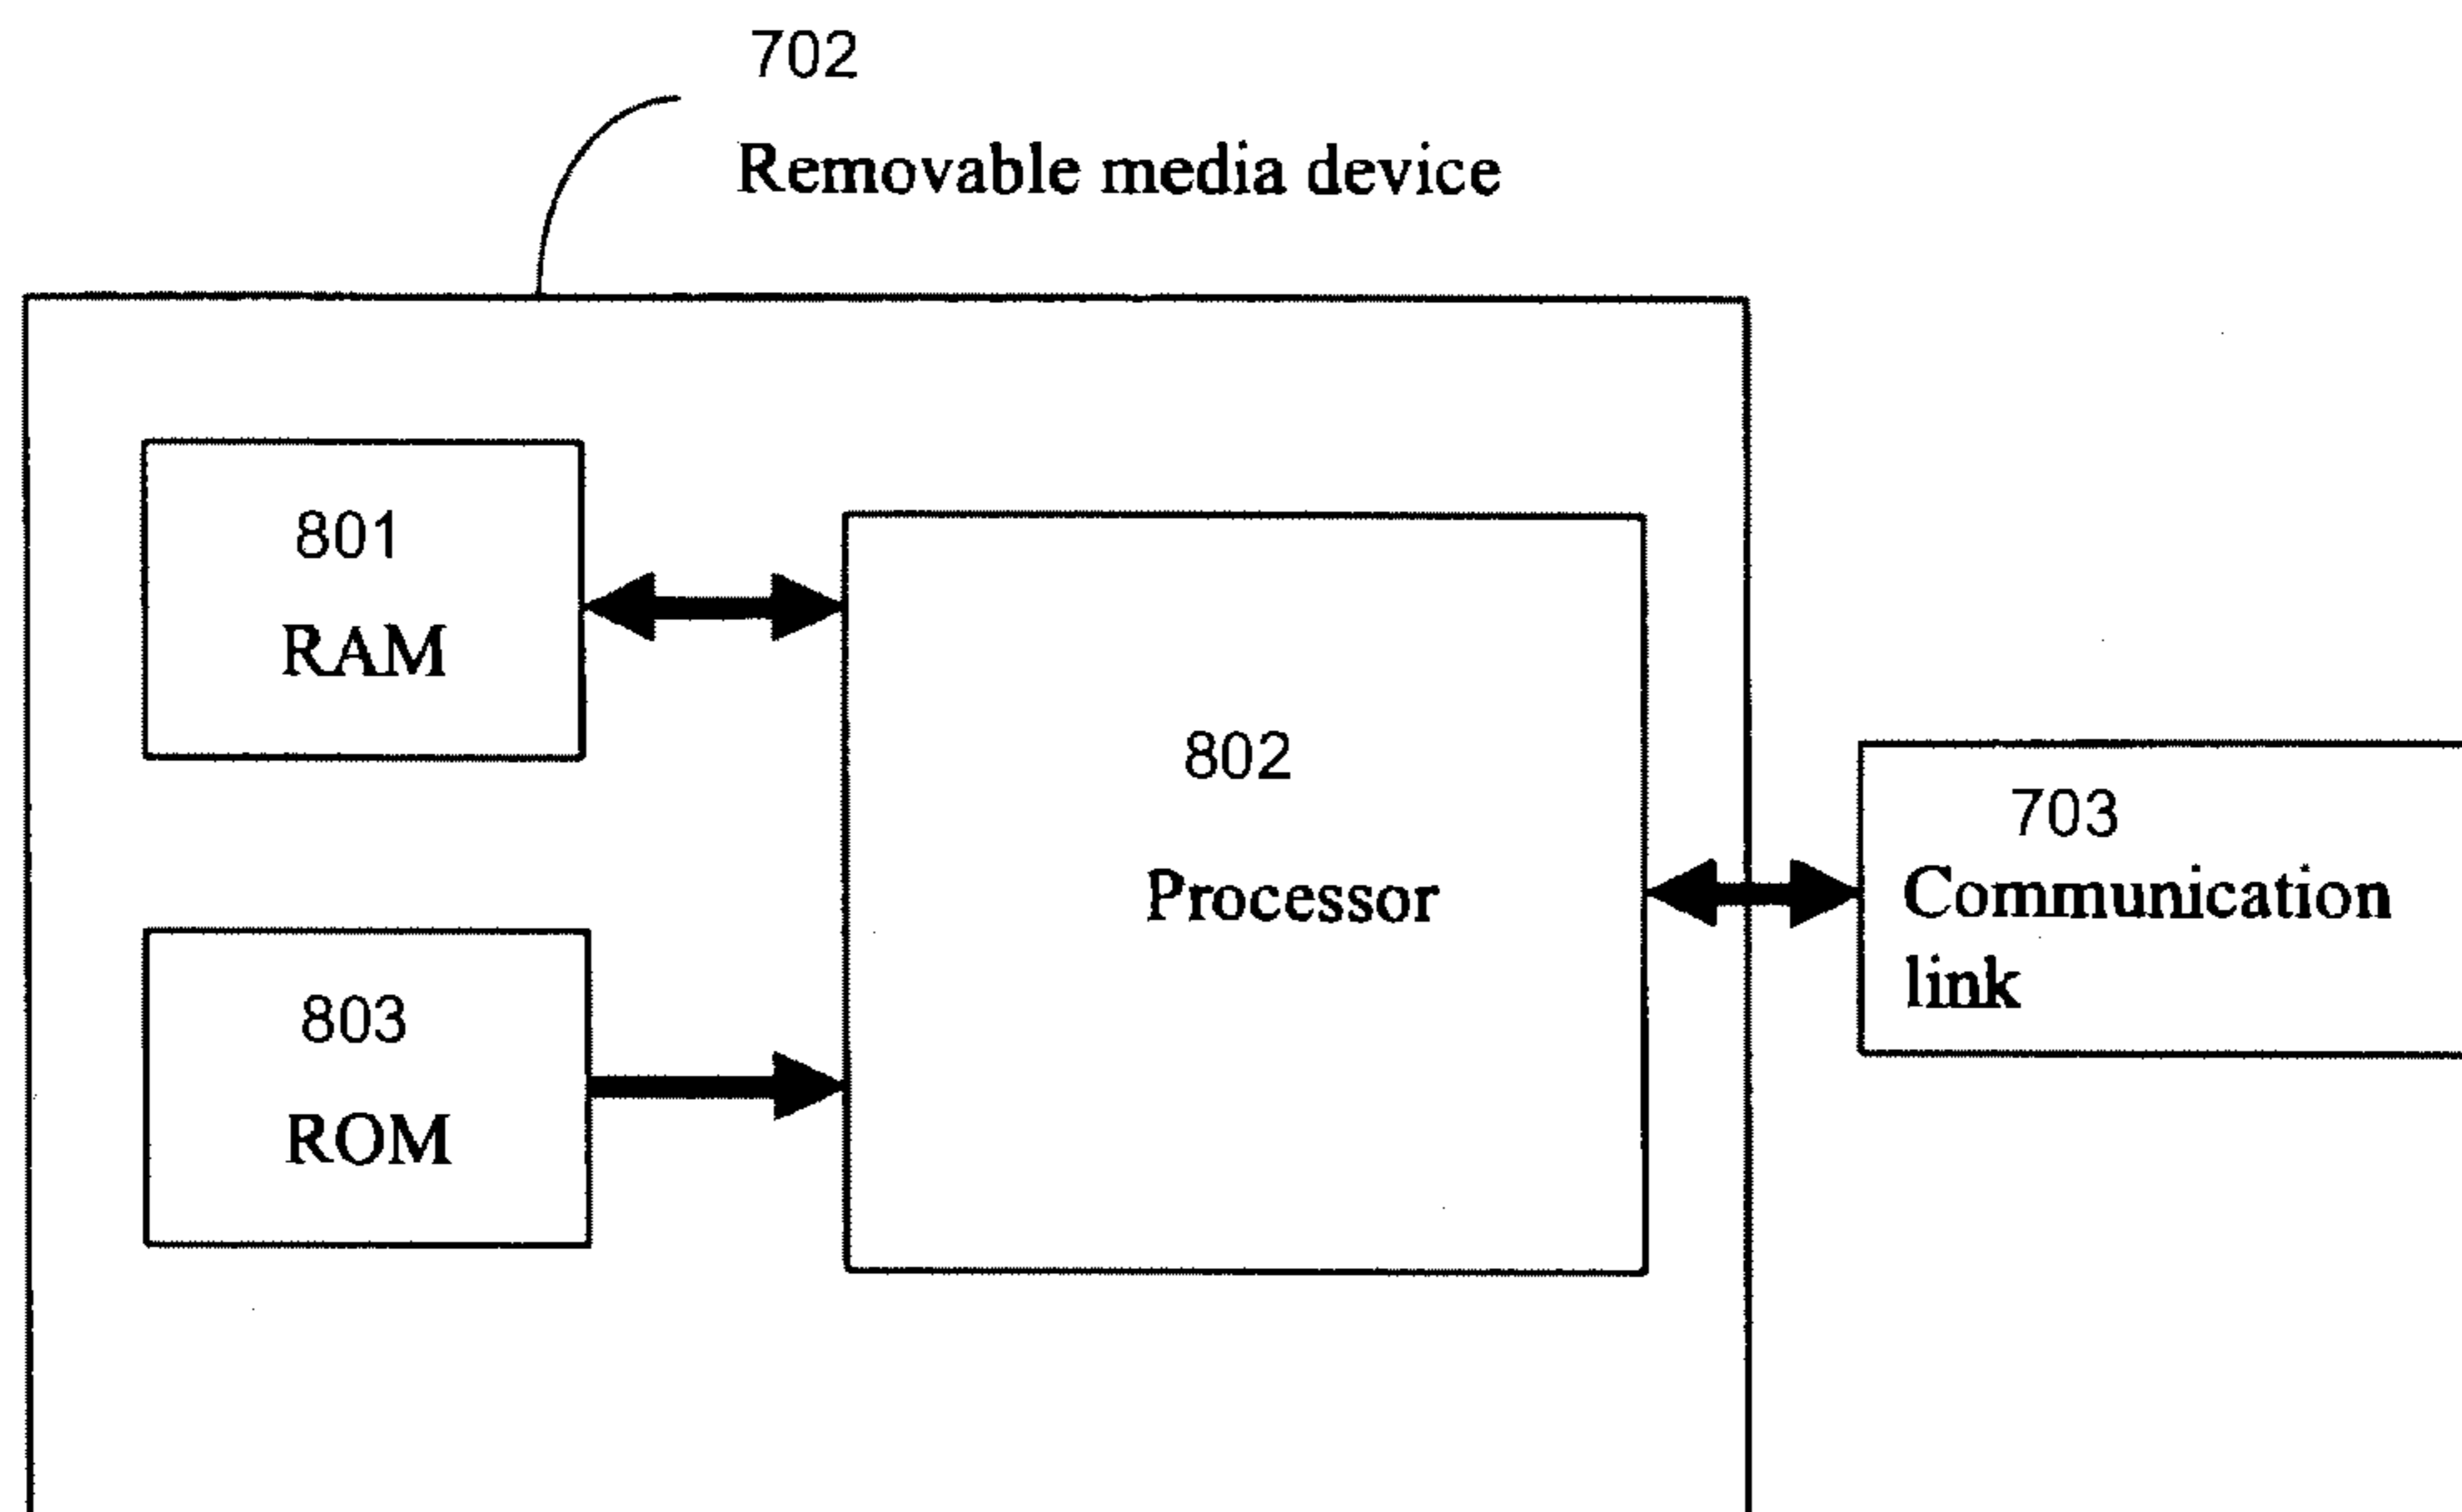 702
Removable media device
801
RAM
802
Processor
703
Communication
link
803
ROM